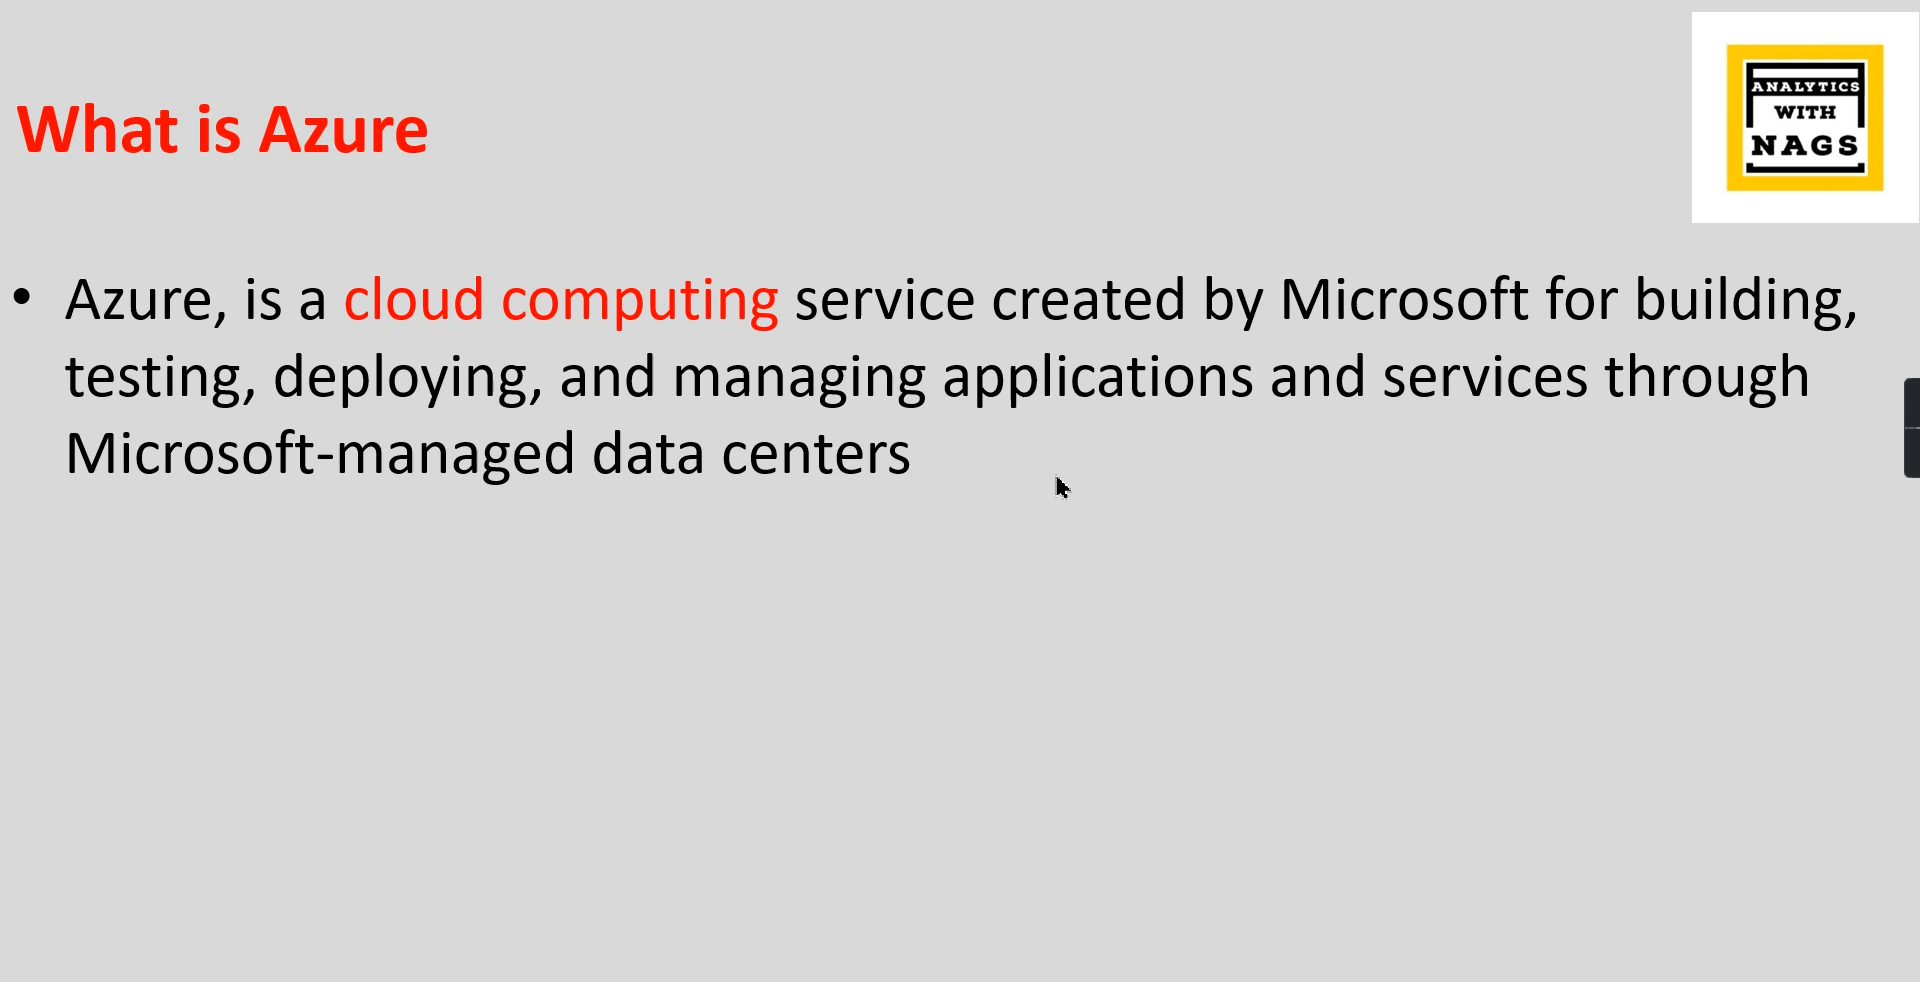 ANALYTICS
WITH
NAGS
What is Azure
• Azure, is a cloud computing service created by Microsoft for building,
testing, deploying, and managing applications and services through
Microsoft-managed data centers